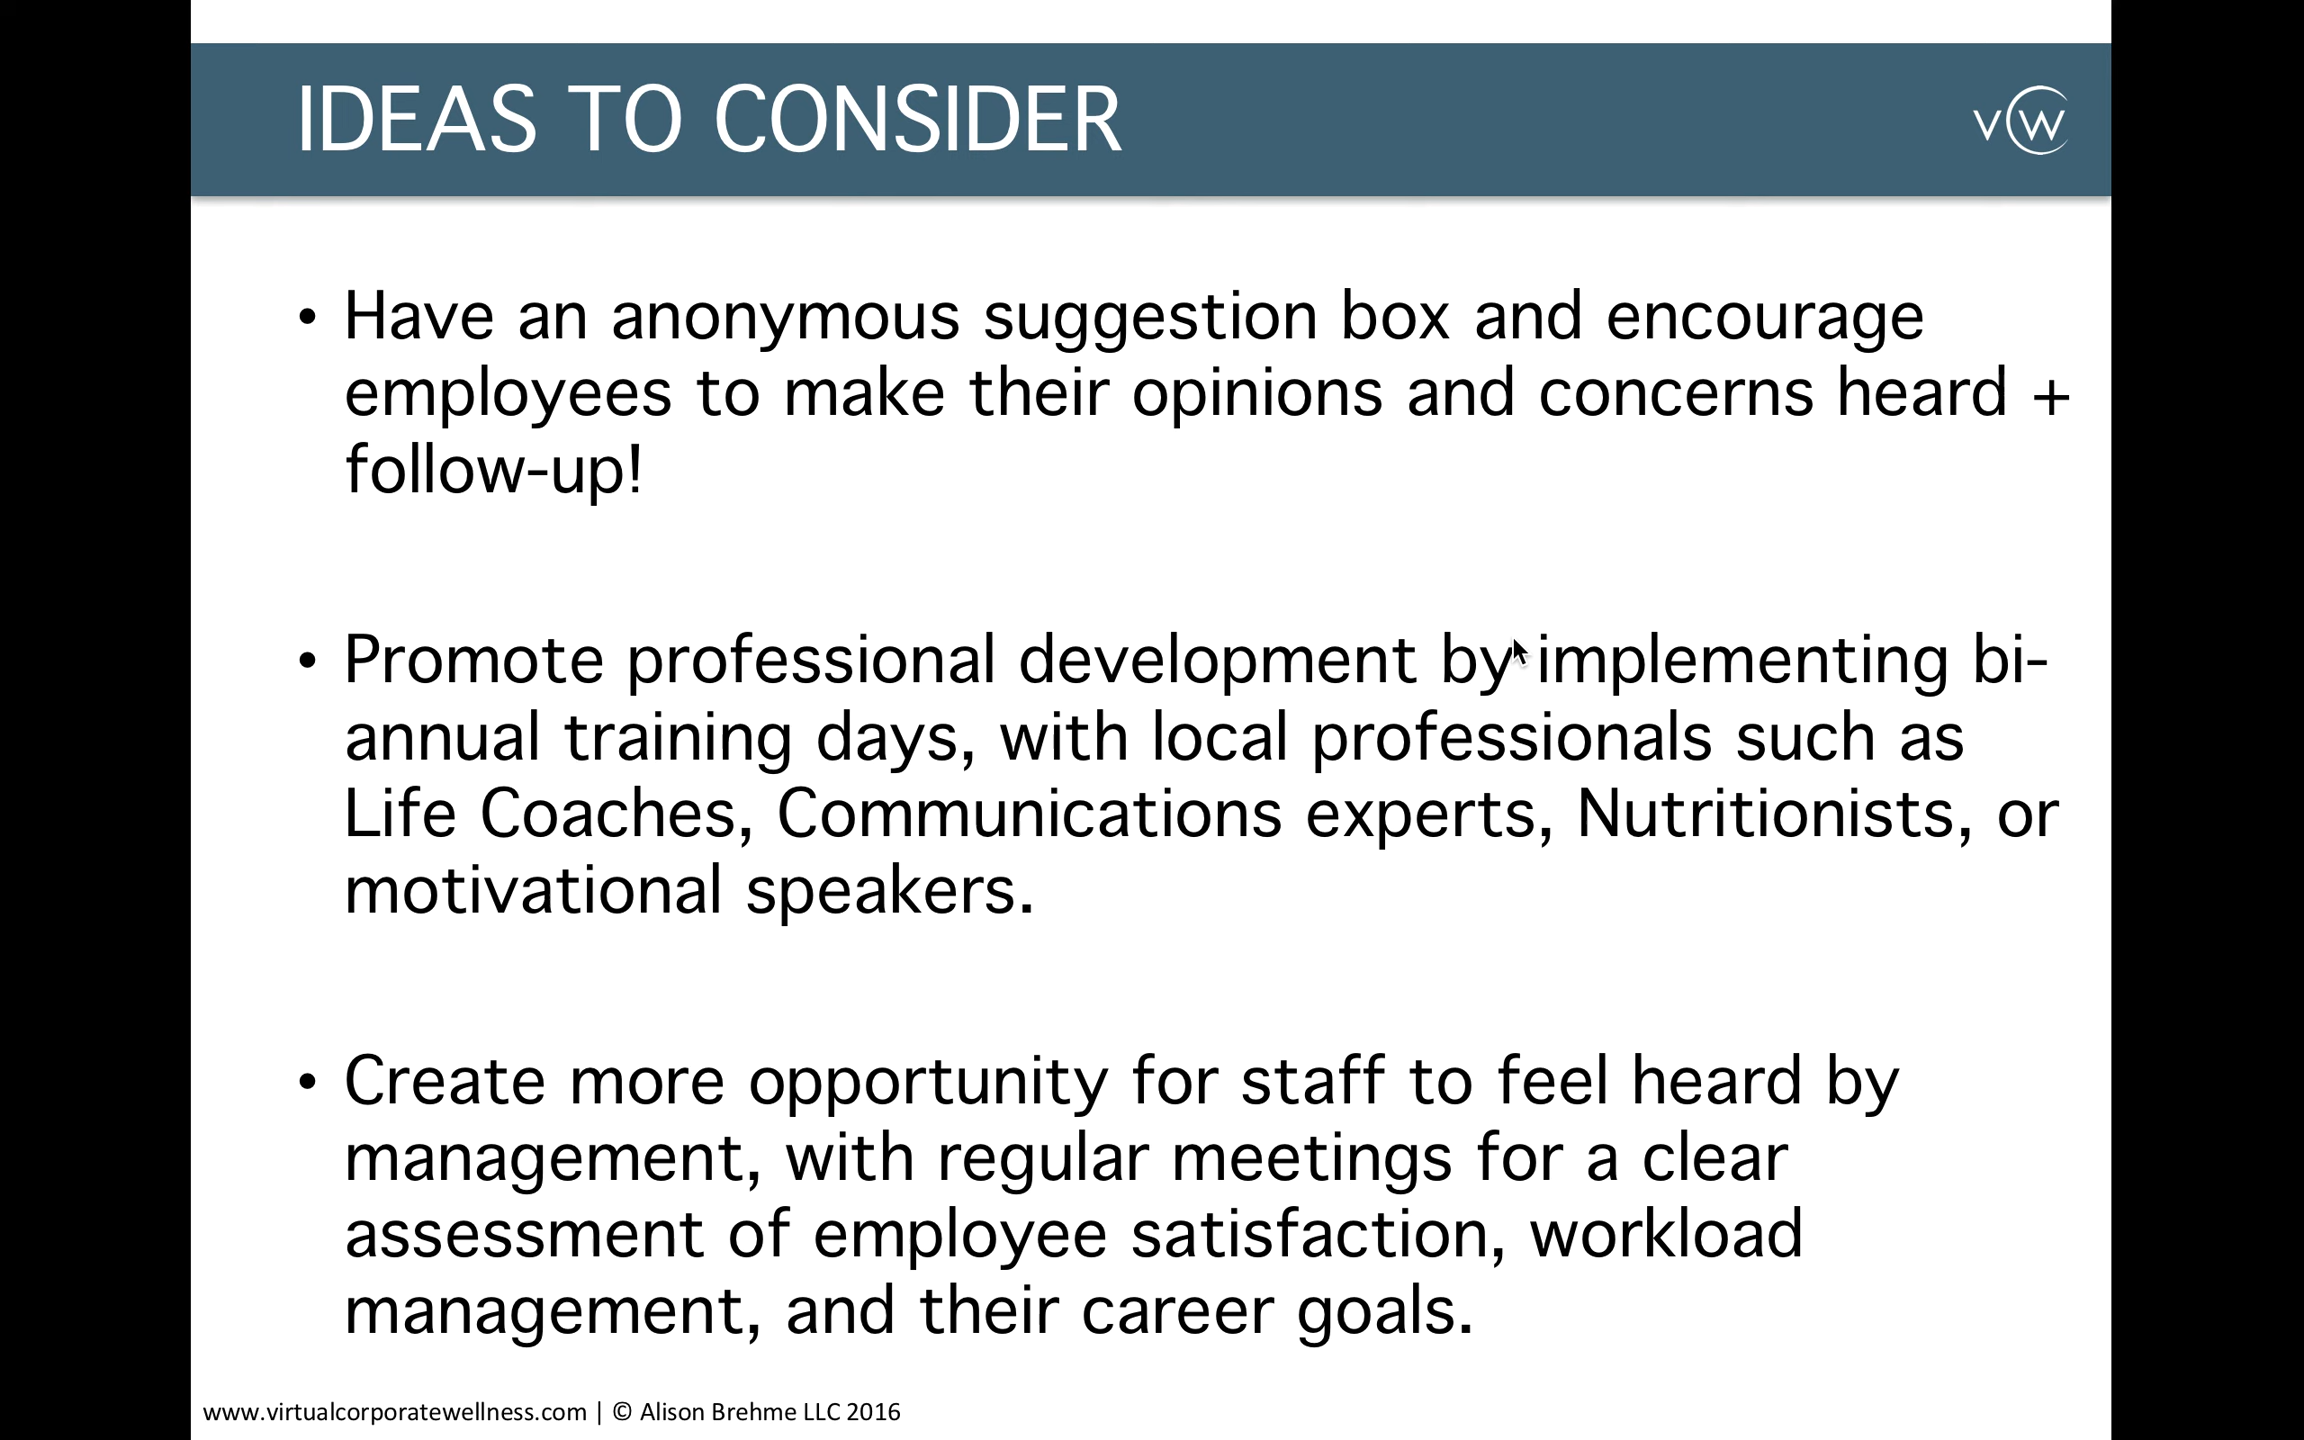 IDEAS TO CONSIDER
VCW
• Have an anonymous suggestion box and encourage
employees to make their opinions and concerns heard +
follow-up!
• Promote professional development by implementing bi-
annual training days, with local professionals such as
Life Coaches, Communications experts, Nutritionists, or
motivational speakers.
• Create more opportunity for staff to feel heard by
management, with regular meetings for a clear
assessment of employee satisfaction, workload
management, and their career goals.
www.virtualcorporatewellness.com | © Alison Brehme LLC 2016